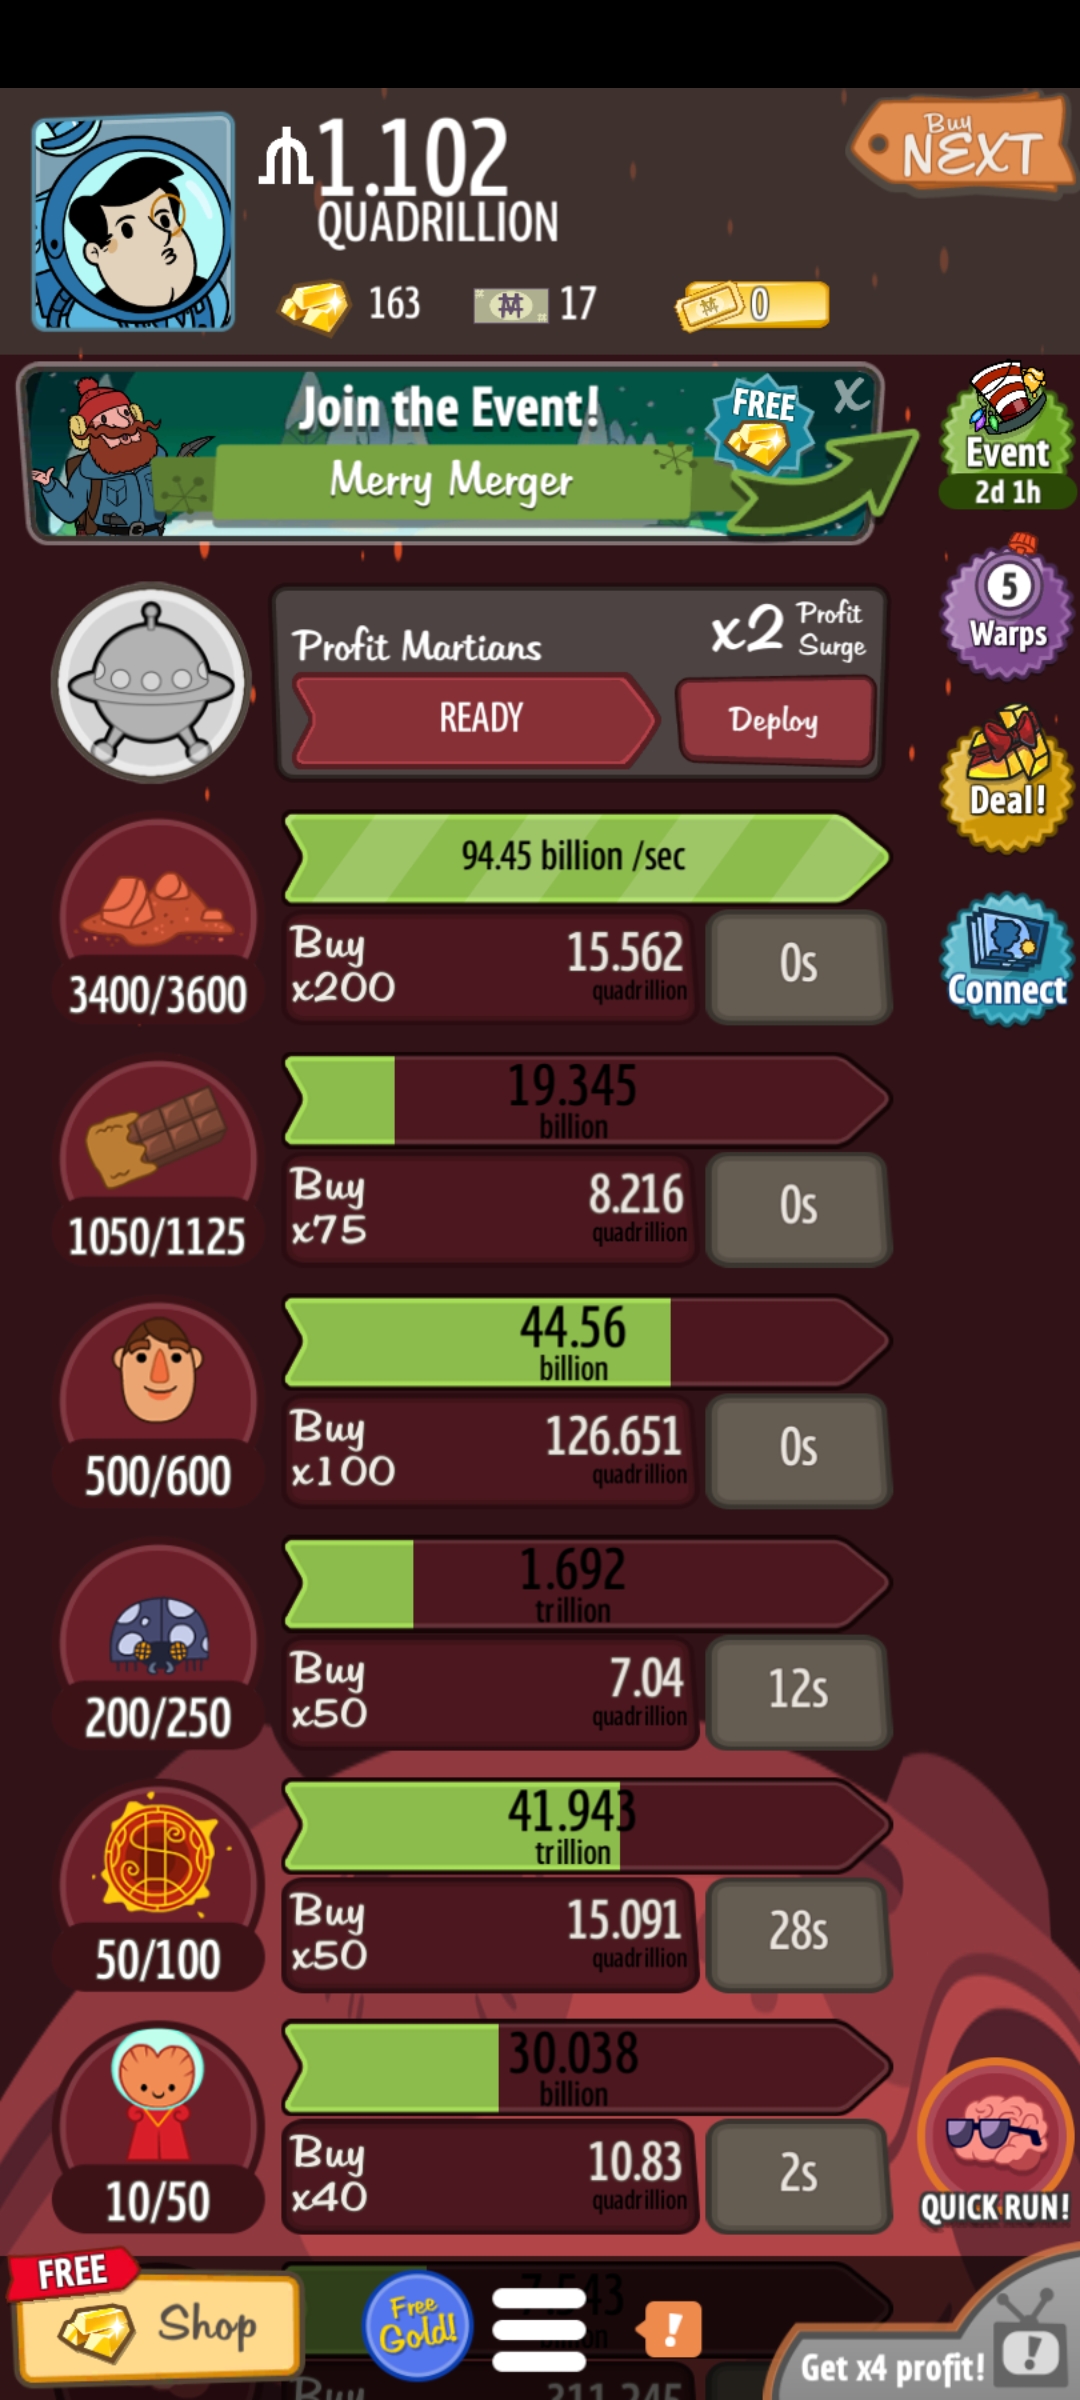 1.102
QUADRILLION
Buy
NEXT
163
17
0
Join the Event!
Merry Merger
FREE
X
Event
2d 1h
5
Warps
Deal!
Connect
Profit Martians
x2 Profit
Surge
READY
Deploy
94.45 billion /sec
3400/3600
Buy
x200
15.562
quadrillion
0s
19.345
billion
1050/1125
Buy
x75
8.216
quadrillion
0s
44.56
billion
500/600
Buy
x100
126.651
quadrillion
0s
1.692
trillion
200/250
Buy
x50
7.04
quadrillion
12s
41.943
trillion
50/100
Buy
x50
15.091
quadrillion
28s
30.038
billion
10/50
Buy
x40
10.83
quadrillion
2s
QUICK RUN!
FREE
Shop
Free
Gold!
!
Get x4 profit!
!
7.543
billion
Buy
311.245